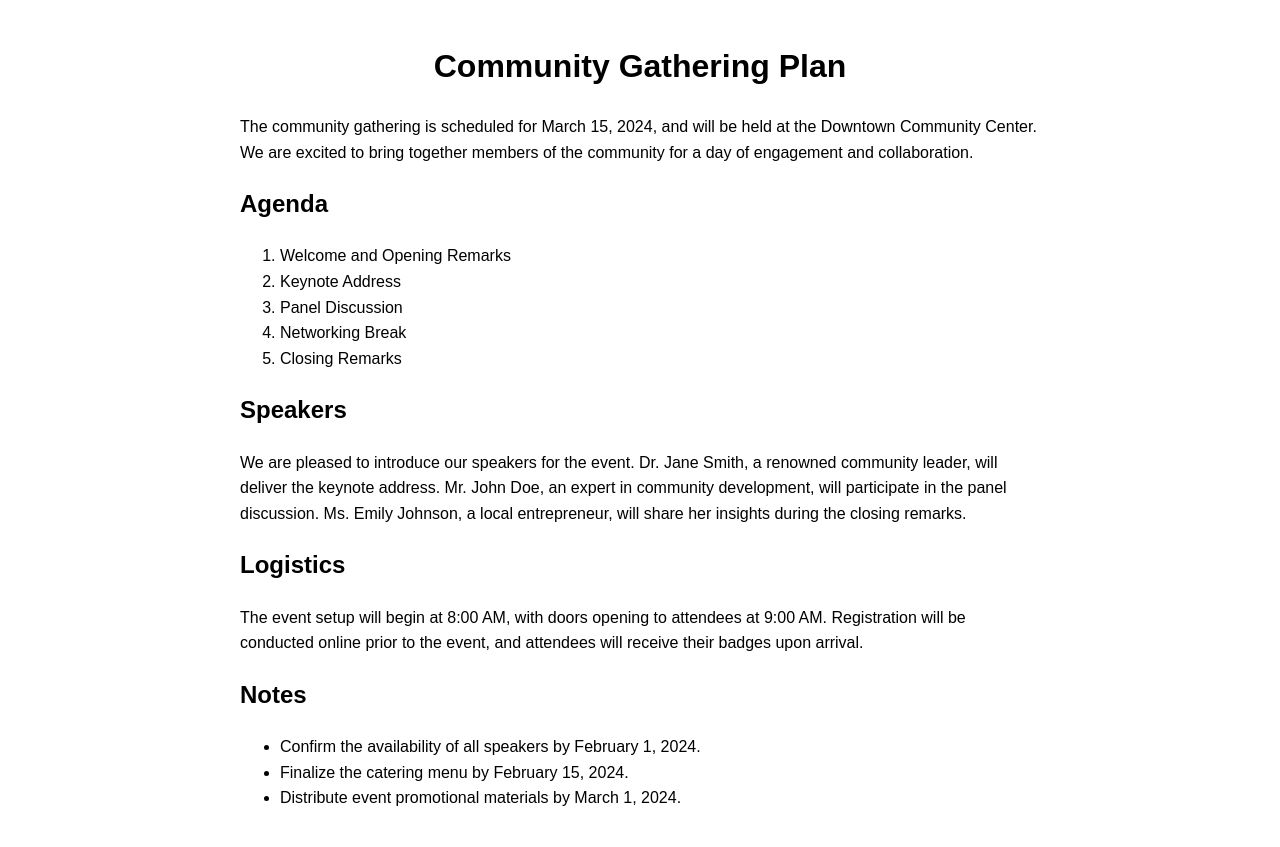 Community Gathering Plan
The community gathering is scheduled for March 15, 2024, and will be held at the Downtown Community Center.
We are excited to bring together members of the community for a day of engagement and collaboration.
Agenda
1. Welcome and Opening Remarks
2. Keynote Address
3. Panel Discussion
4. Networking Break
5. Closing Remarks
Speakers
We are pleased to introduce our speakers for the event. Dr. Jane Smith, a renowned community leader, will
deliver the keynote address. Mr. John Doe, an expert in community development, will participate in the panel
discussion. Ms. Emily Johnson, a local entrepreneur, will share her insights during the closing remarks.
Logistics
The event setup will begin at 8:00 AM, with doors opening to attendees at 9:00 AM. Registration will be
conducted online prior to the event, and attendees will receive their badges upon arrival.
Notes
• Confirm the availability of all speakers by February 1, 2024.
• Finalize the catering menu by February 15, 2024.
• Distribute event promotional materials by March 1, 2024.